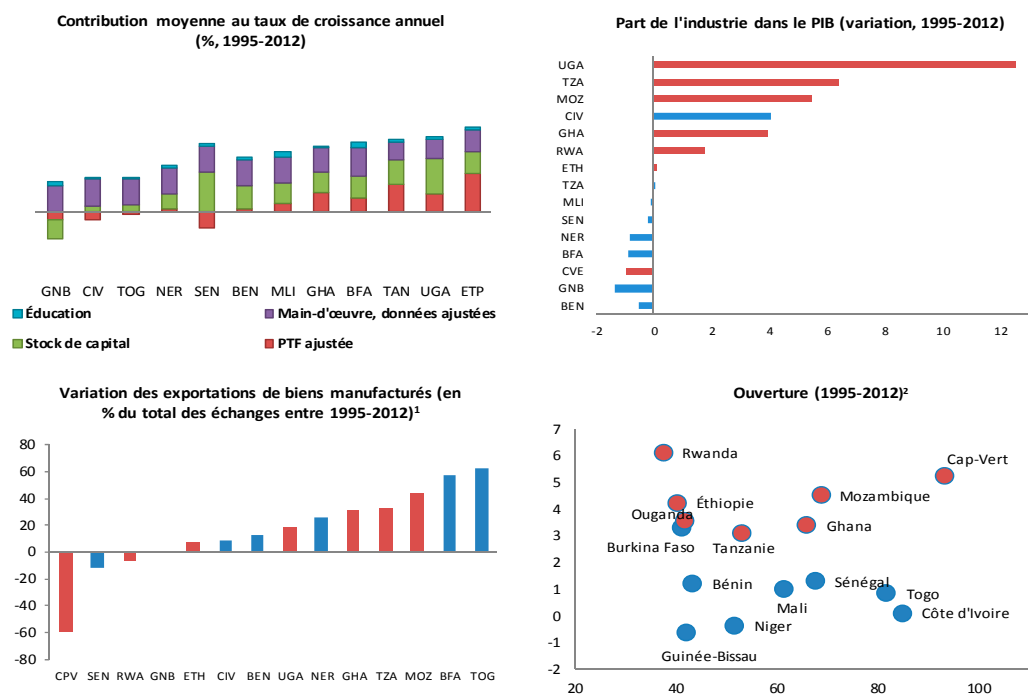 Contribution moyenne au taux de croissance annuel
(%, 1995-2012)
GNB CIV TOG NER SEN BEN MLI GHA BFA TAN UGA ETP
Éducation
Main-d'œuvre, données ajustées
Stock de capital
PTF ajustée
Part de l'industrie dans le PIB (variation, 1995-2012)
UGA
TZA
MOZ
CIV
GHA
RWA
ETH
TZA
MLI
SEN
NER
BFA
CVE
GNB
BEN
-2 0 2 4 6 8 10 12
Variation des exportations de biens manufacturés (en
% du total des échanges entre 1995-2012)¹
80
60
40
20
0
-20
-40
-60
-80
CPV SEN RWA GNB ETH CIV BEN UGA NER GHA TZA MOZ BFA TOG
Ouverture (1995-2012)²
7
6
5
4
3
2
1
0
-1
-2
Rwanda
Cap-Vert
Éthiopie
Mozambique
Ouganda
Ghana
Burkina Faso
Tanzanie
Bénin
Sénégal
Togo
Mali
Côte d'Ivoire
Niger
Guinée-Bissau
20 40 60 80 100